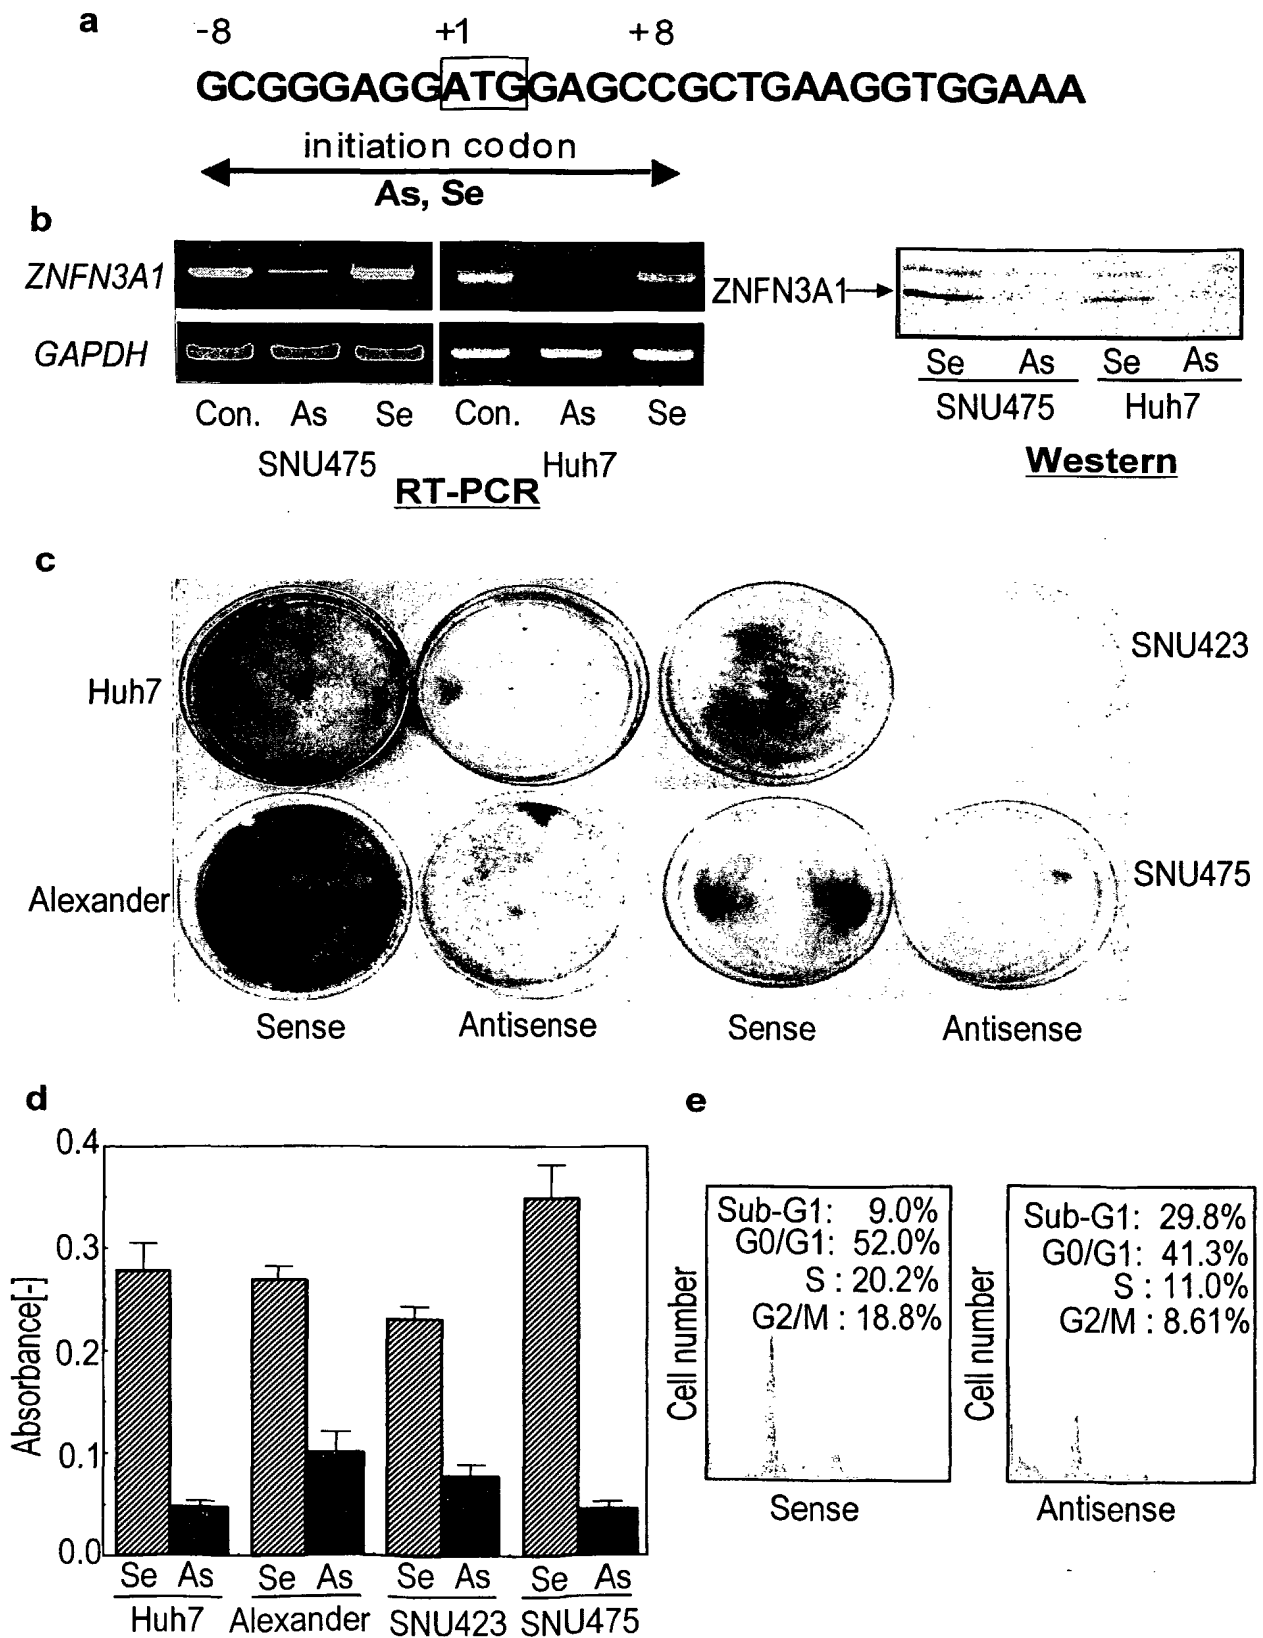 a
-8 +1 +8
GCGGGAGGATGGAGCCGCTGAAGGTGGAAA
initiation codon
As, Se
b
ZNFN3A1
GAPDH
Con. As Se Con. As Se
SNU475 Huh7
RT-PCR
ZNFN3A1
Se As Se As
SNU475 Huh7
Western
c
Huh7
SNU423
Alexander
SNU475
Sense Antisense Sense Antisense
d
Absorbance[-]
0.4
0.3
0.2
0.1
0.0
Se As Se As Se As Se As
Huh7 Alexander SNU423 SNU475
e
Cell number
Sub-G1: 9.0%
G0/G1: 52.0%
S : 20.2%
G2/M : 18.8%
Sense
Cell number
Sub-G1: 29.8%
G0/G1: 41.3%
S : 11.0%
G2/M : 8.61%
Antisense